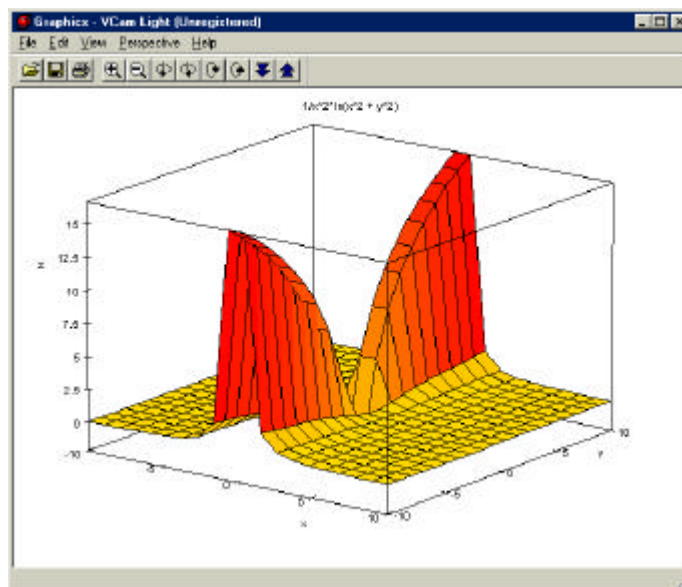 Graphics - VCam Light (Unregistered)
File Edit View Perspective Help
1/x^2*ln(x^2 + y^2)
15
12.5
10
7.5
5
2.5
0
-10
z
-5
0
5
10
x
-10
-5
0
5
10
y